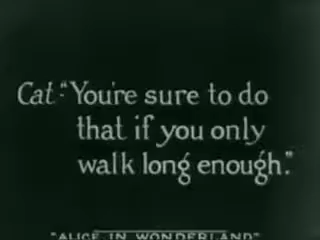 Cat:- "You're sure to do
that if you only
walk long enough."
"ALICE IN WONDERLAND"